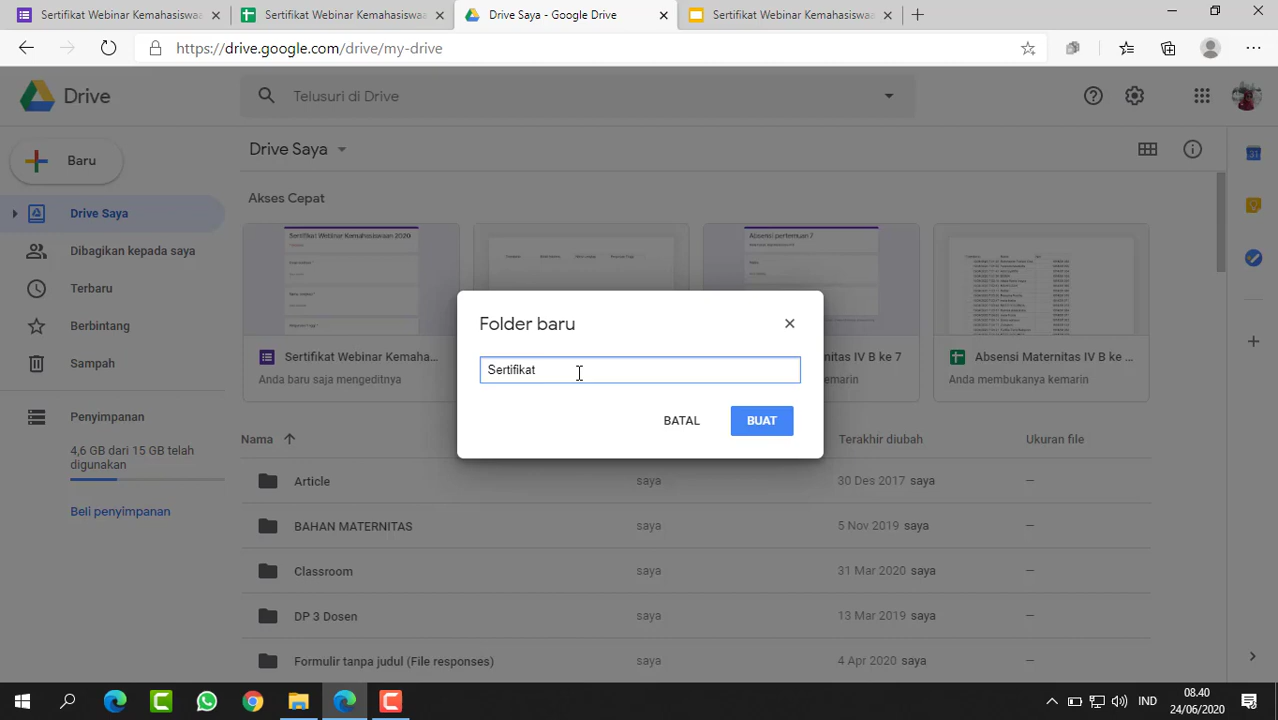 Sertifikat Webinar Kemahasiswaa
Sertifikat Webinar Kemahasiswaa
Drive Saya - Google Drive
Sertifikat Webinar Kemahasiswaa
https://drive.google.com/drive/my-drive
Drive
Telusuri di Drive
Baru
Drive Saya
31
Drive Saya
Akses Cepat
Dibagikan kepada saya
Terbaru
Berbintang
Sampah
Penyimpanan
4,6 GB dari 15 GB telah
digunakan
Beli penyimpanan
Sertifikat Webinar Kemahasiswaan 2020
Absensi pertemuan 7
Sertifikat Webinar Kemaha...
Anda baru saja mengeditnya
nitas IV B ke 7
kemarin
Absensi Maternitas IV B ke ...
Anda membukanya kemarin
Folder baru
Sertifikat
BATAL
BUAT
Nama
Terakhir diubah
Ukuran file
Article
saya
30 Des 2017 saya
—
BAHAN MATERNITAS
saya
5 Nov 2019 saya
—
Classroom
saya
31 Mar 2020 saya
—
DP 3 Dosen
saya
13 Mar 2019 saya
—
Formulir tanpa judul (File responses)
saya
4 Apr 2020 saya
—
IND
08.40
24/06/2020